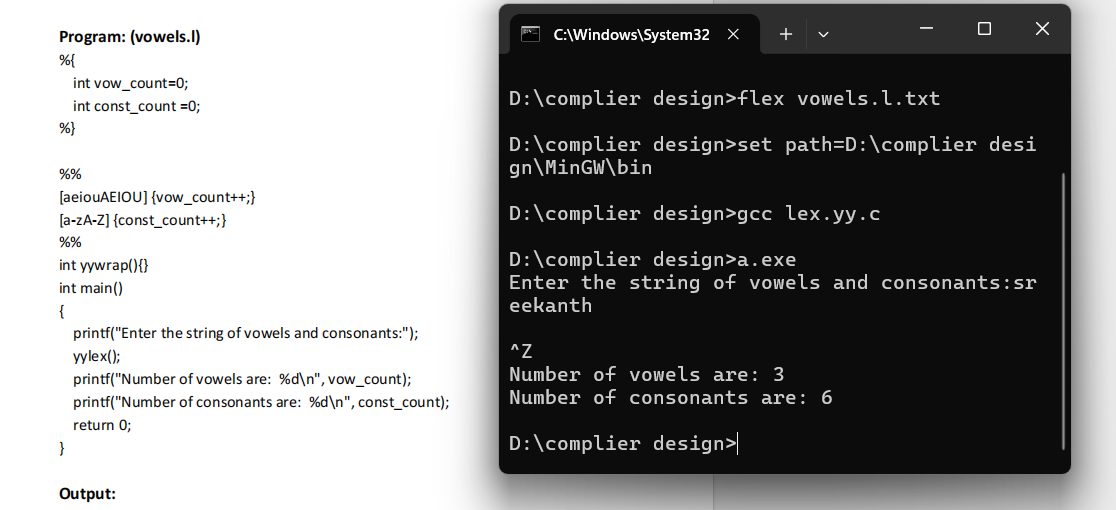 Program: (vowels.l)
%{
int vow_count=0;
int const_count =0;
%}
%%
[aeiouAEIOU] {vow_count++;}
[a-zA-Z] {const_count++;}
%%
int yywrap(){}
int main()
{
printf("Enter the string of vowels and consonants:");
yylex();
printf("Number of vowels are:  %d\n", vow_count);
printf("Number of consonants are:  %d\n", const_count);
return 0;
}
Output:
C:\Windows\System32
D:\complier design>flex vowels.l.txt
D:\complier design>set path=D:\complier desi
gn\MinGW\bin
D:\complier design>gcc lex.yy.c
D:\complier design>a.exe
Enter the string of vowels and consonants:sr
eekanth
^Z
Number of vowels are: 3
Number of consonants are: 6
D:\complier design>